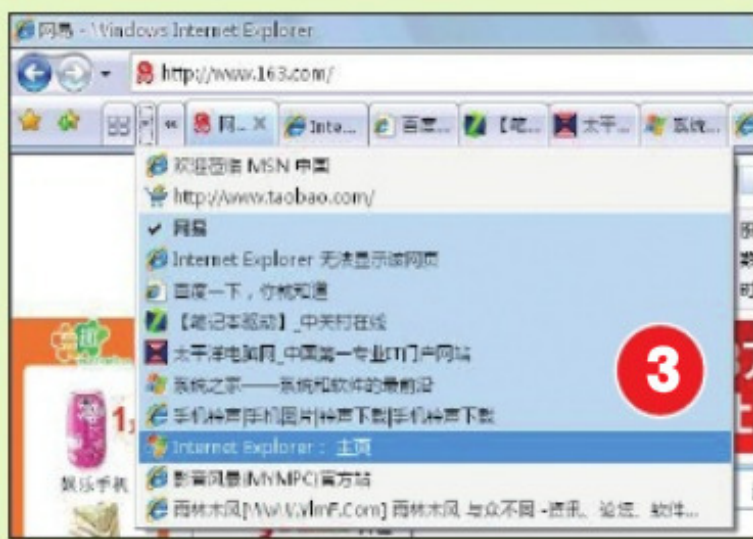 网易 - Windows Internet Explorer
http://www.163.com/
网... Inte... 百度... 【笔... 太平... 系统...
欢迎莅临 MSN 中国
http://www.taobao.com/
网易
Internet Explorer 无法显示该网页
百度一下，你就知道
【笔记本驱动】_中关村在线
太平洋电脑网_中国第一专业IT门户网站
系统之家——系统和软件的最前沿
手机铃声|手机图片|铃声下载|手机铃声下载
3
Internet Explorer： 主页
影音风暴(MYMPC)官方站
雨林木风[Ww.W.YlmF.Com] 雨林木风 与众不同 -资讯、论坛、软件...
娱乐手机